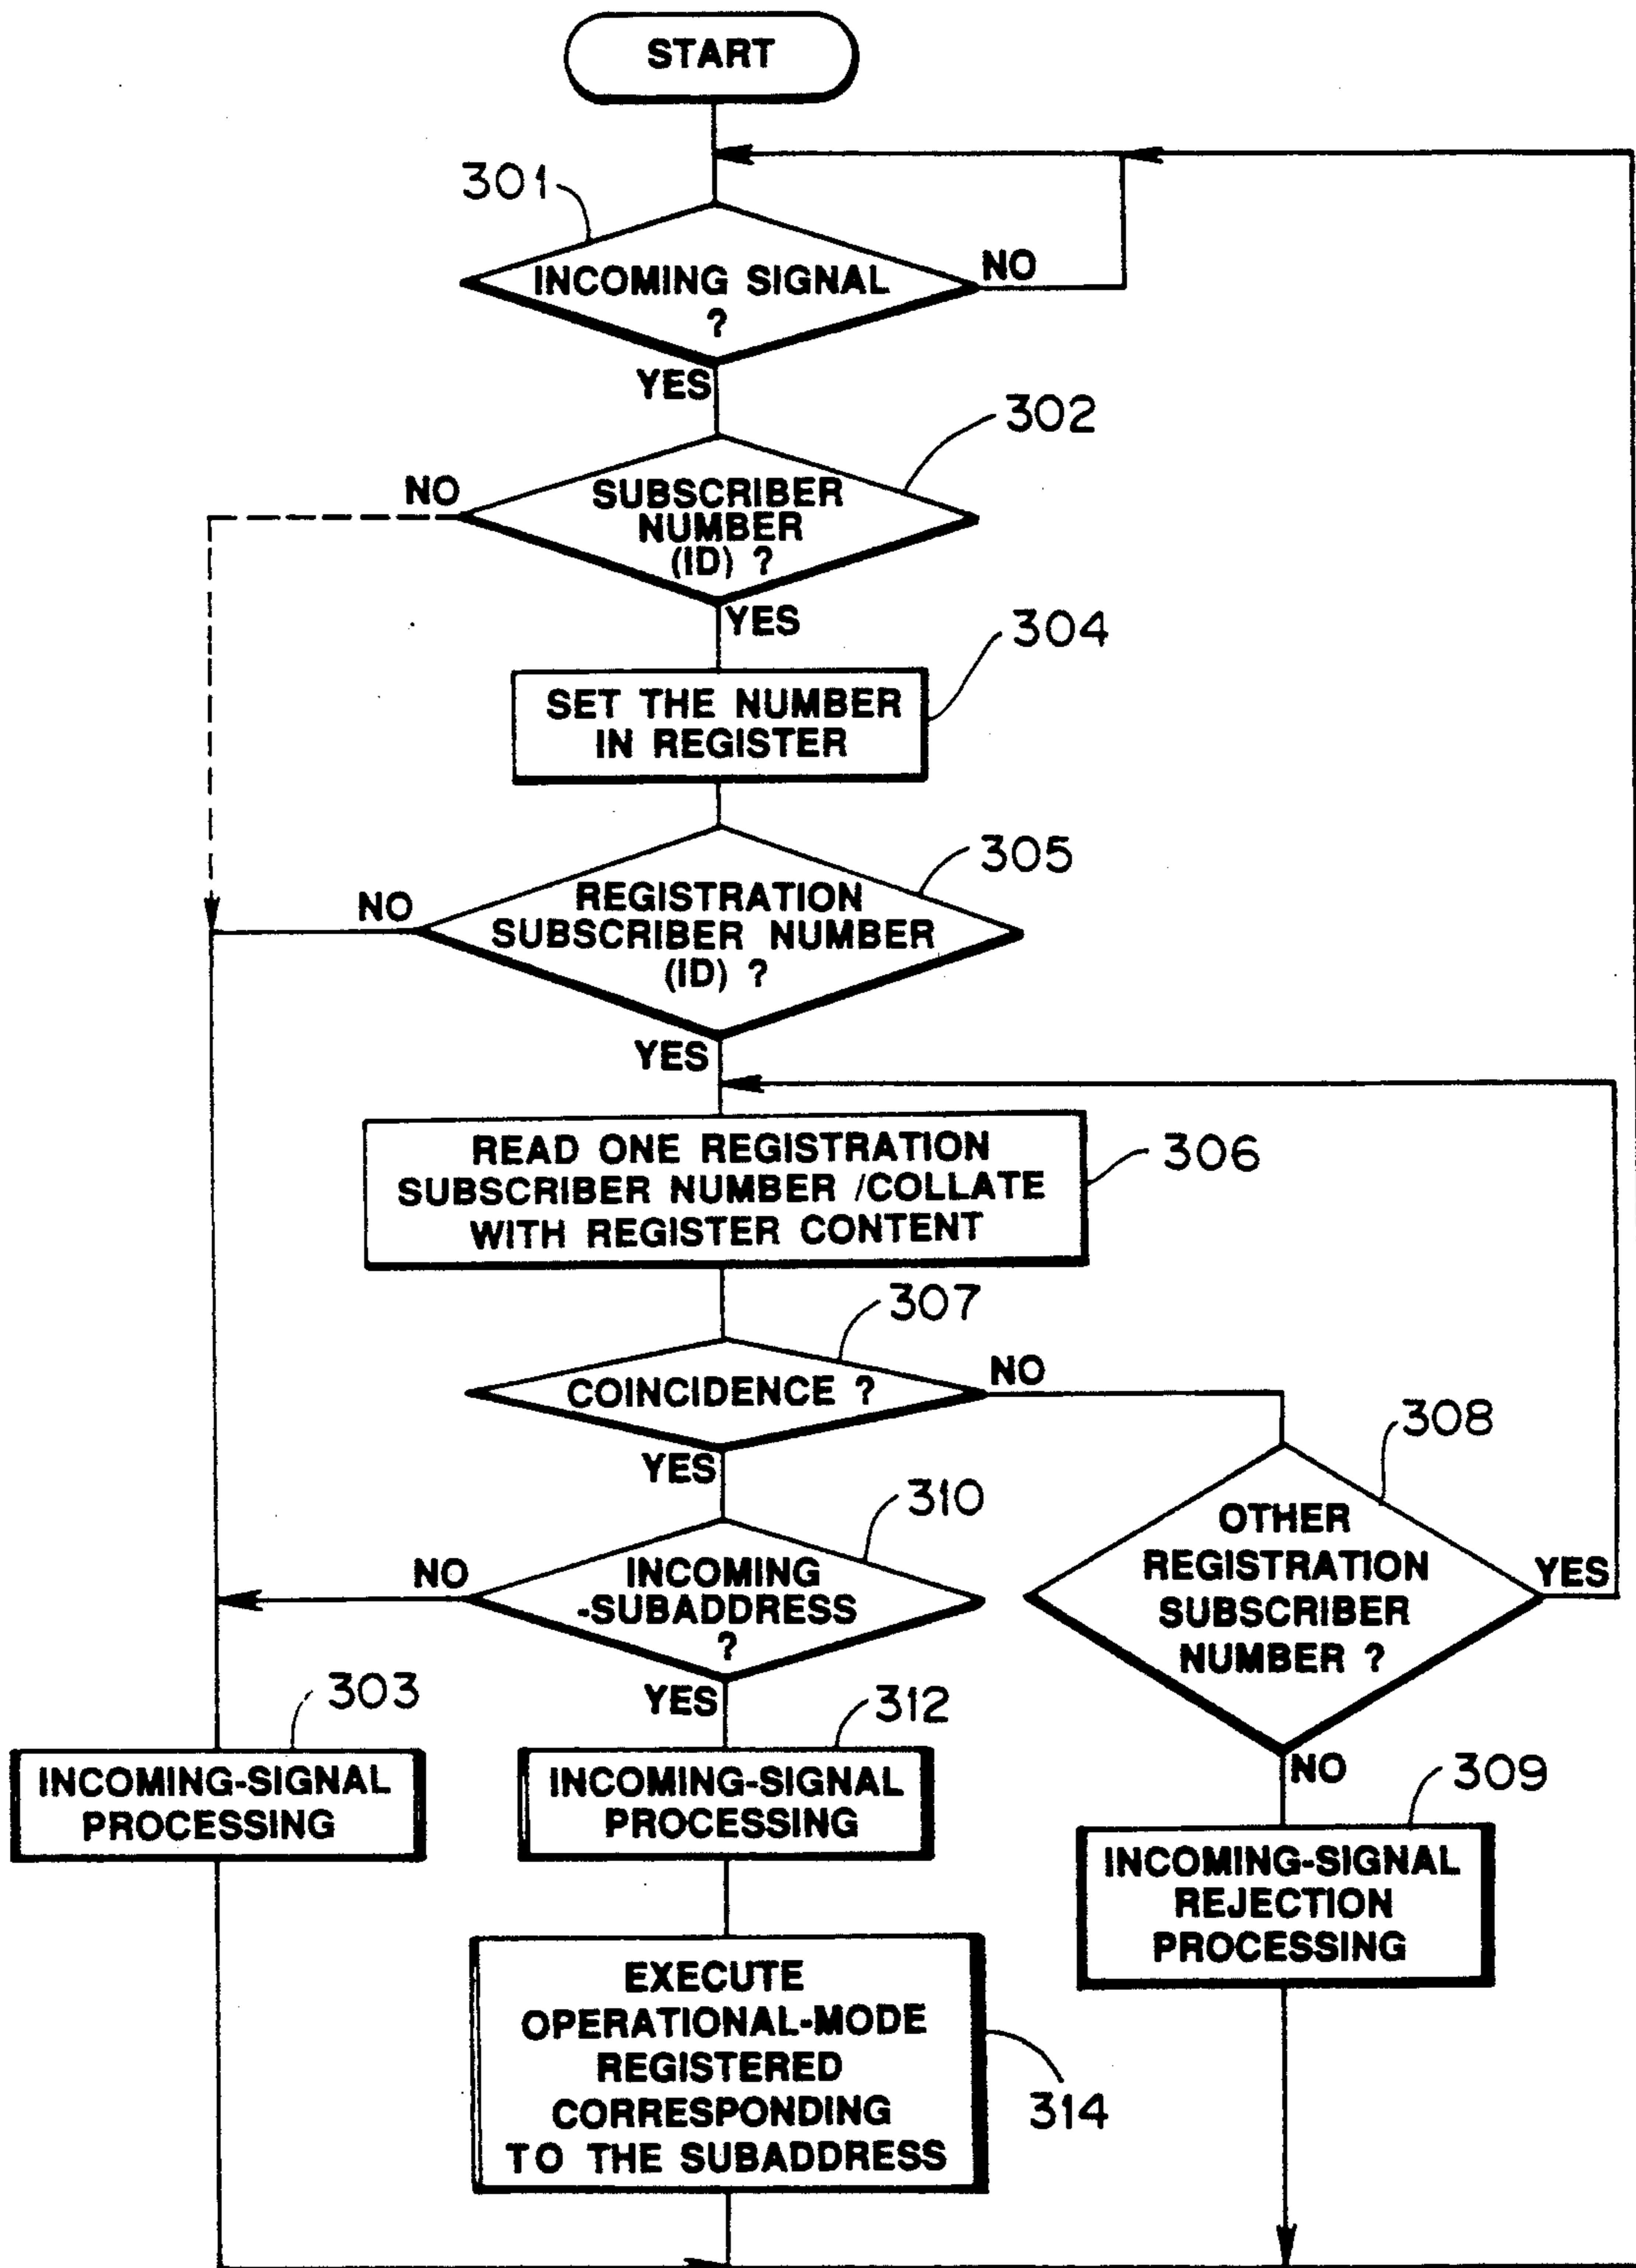 START
301
INCOMING SIGNAL
?
NO
YES
302
NO
SUBSCRIBER
NUMBER
(ID) ?
YES
304
SET THE NUMBER
IN REGISTER
305
NO
REGISTRATION
SUBSCRIBER NUMBER
(ID) ?
YES
READ ONE REGISTRATION
SUBSCRIBER NUMBER /COLLATE
WITH REGISTER CONTENT
306
307
COINCIDENCE ?
NO
YES
308
OTHER
REGISTRATION
SUBSCRIBER
NUMBER ?
YES
NO
310
NO
INCOMING
-SUBADDRESS
?
YES
303
INCOMING-SIGNAL
PROCESSING
312
INCOMING-SIGNAL
PROCESSING
309
INCOMING-SIGNAL
REJECTION
PROCESSING
EXECUTE
OPERATIONAL-MODE
REGISTERED
CORRESPONDING
TO THE SUBADDRESS
314